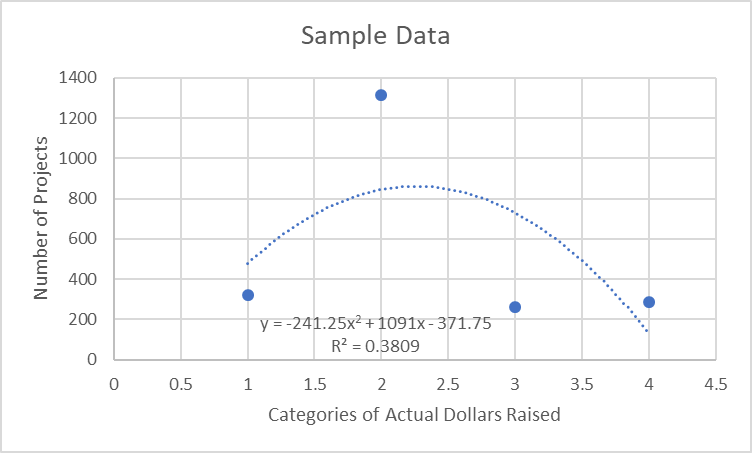 Sample Data
1400
1200
1000
800
600
400
200
0
Number of Projects
y = -241.25x² + 1091x - 371.75
R² = 0.3809
0 0.5 1 1.5 2 2.5 3 3.5 4 4.5
Categories of Actual Dollars Raised